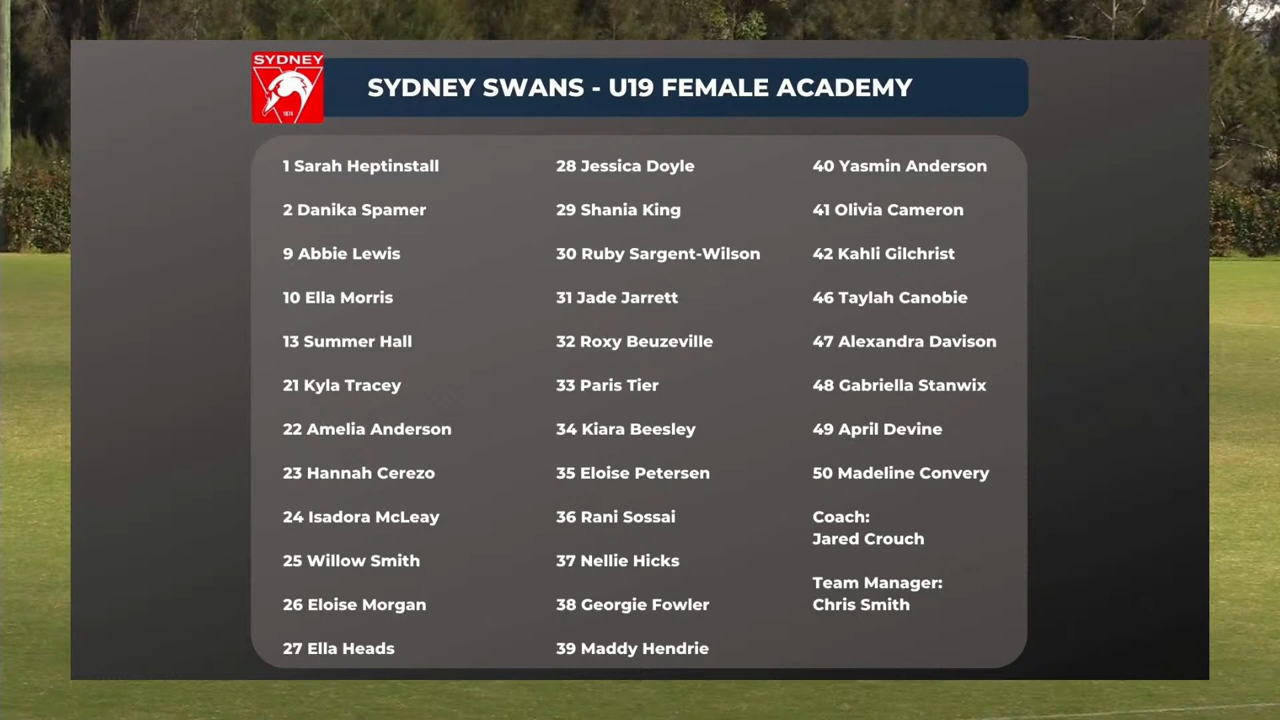 SYDNEY
1874
SYDNEY SWANS - U19 FEMALE ACADEMY
1 Sarah Heptinstall
2 Danika Spamer
9 Abbie Lewis
10 Ella Morris
13 Summer Hall
21 Kyla Tracey
22 Amelia Anderson
23 Hannah Cerezo
24 Isadora McLeay
25 Willow Smith
26 Eloise Morgan
27 Ella Heads
28 Jessica Doyle
29 Shania King
30 Ruby Sargent-Wilson
31 Jade Jarrett
32 Roxy Beuzeville
33 Paris Tier
34 Kiara Beesley
35 Eloise Petersen
36 Rani Sossai
37 Nellie Hicks
38 Georgie Fowler
39 Maddy Hendrie
40 Yasmin Anderson
41 Olivia Cameron
42 Kahli Gilchrist
46 Taylah Canobie
47 Alexandra Davison
48 Gabriella Stanwix
49 April Devine
50 Madeline Convery
Coach:
Jared Crouch
Team Manager:
Chris Smith